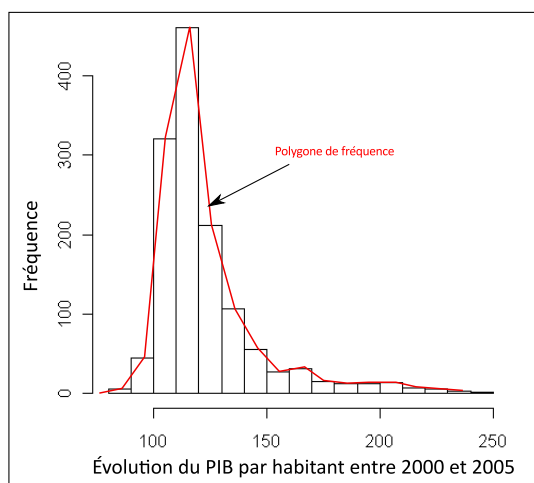 400
300
200
100
0
Fréquence
Polygone de fréquence
100 150 200 250
Évolution du PIB par habitant entre 2000 et 2005